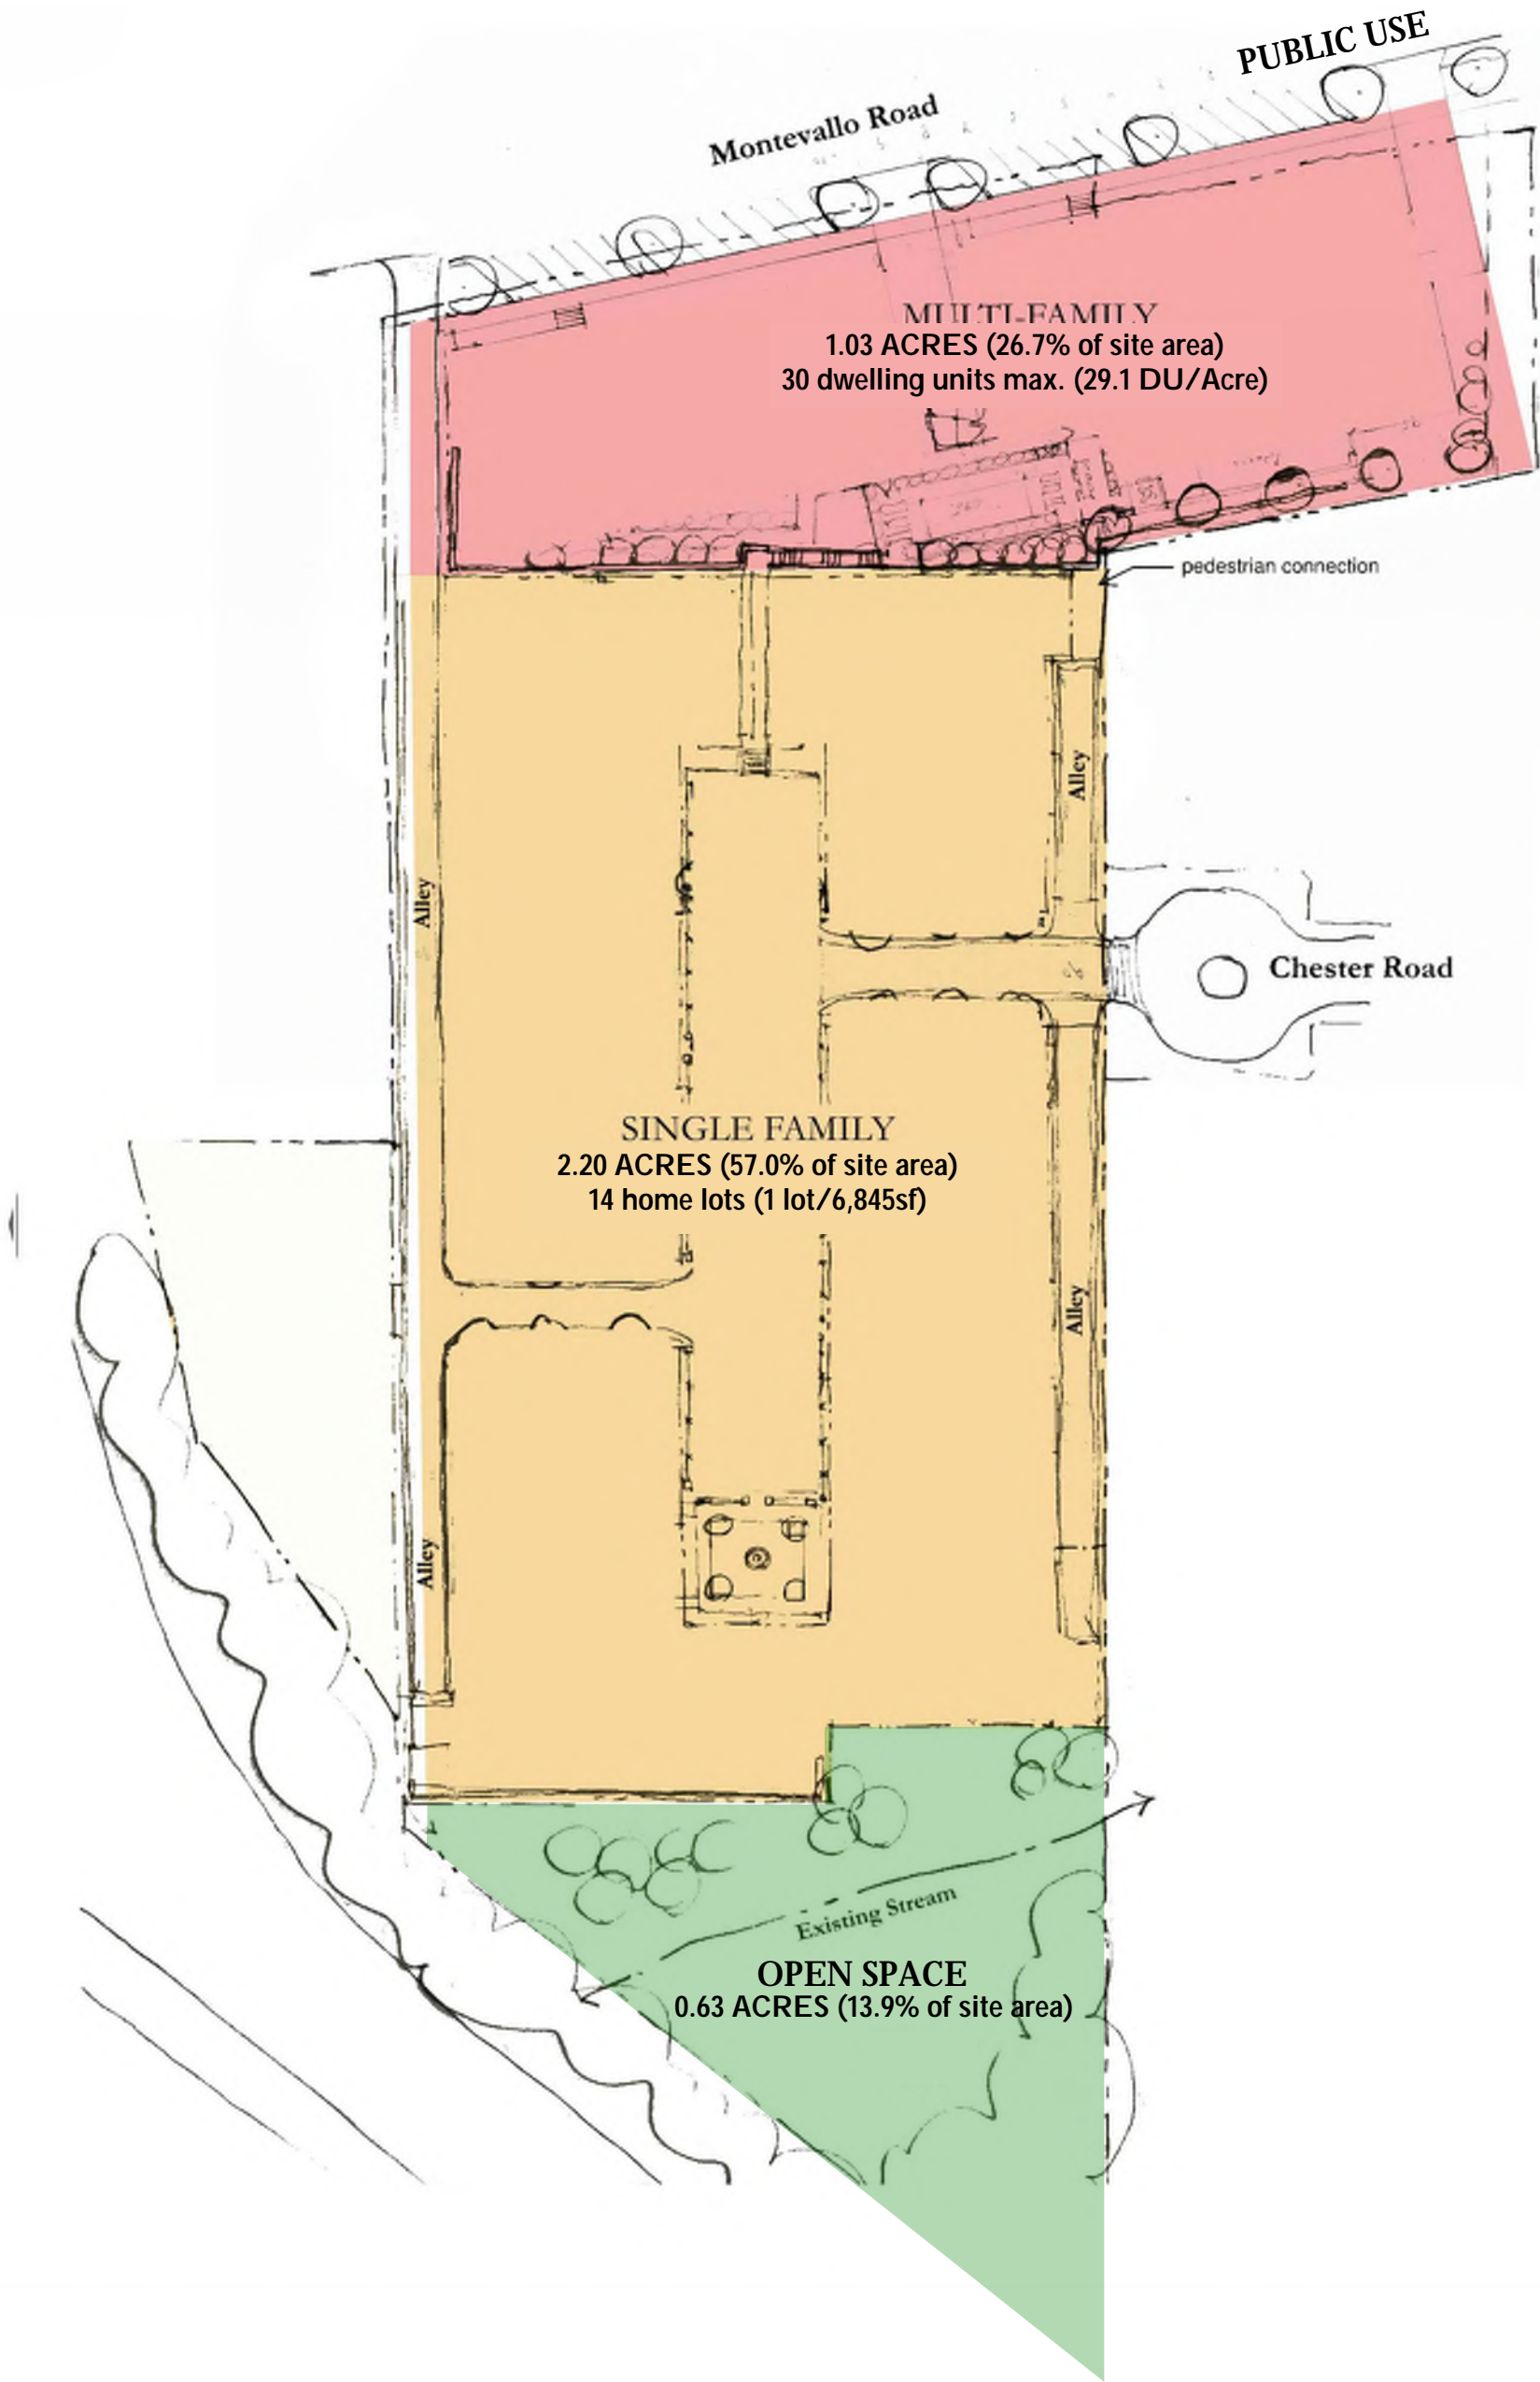 PUBLIC USE
Montevallo Road
MULTI-FAMILY
1.03 ACRES (26.7% of site area)
30 dwelling units max. (29.1 DU/Acre)
pedestrian connection
Alley
Alley
Chester Road
SINGLE FAMILY
2.20 ACRES (57.0% of site area)
14 home lots (1 lot/6,845sf)
Alley
Alley
Existing Stream
OPEN SPACE
0.63 ACRES (13.9% of site area)